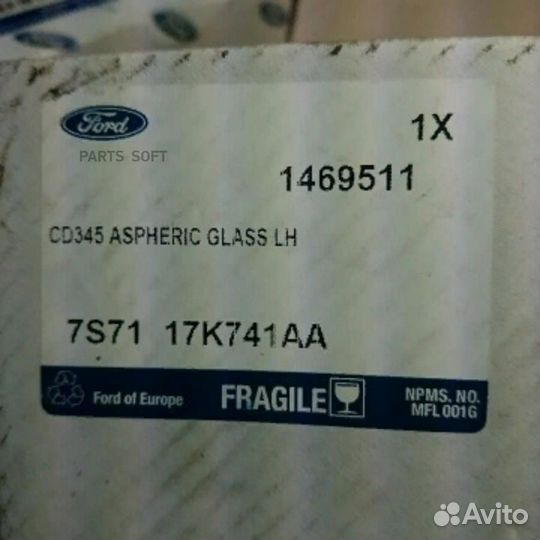 Ford
1X
PARTS SOFT
1469511
CD345 ASPHERIC GLASS LH
7S71 17K741AA
Ford of Europe
FRAGILE
NPMS. NO.
MFL 001G
Avito